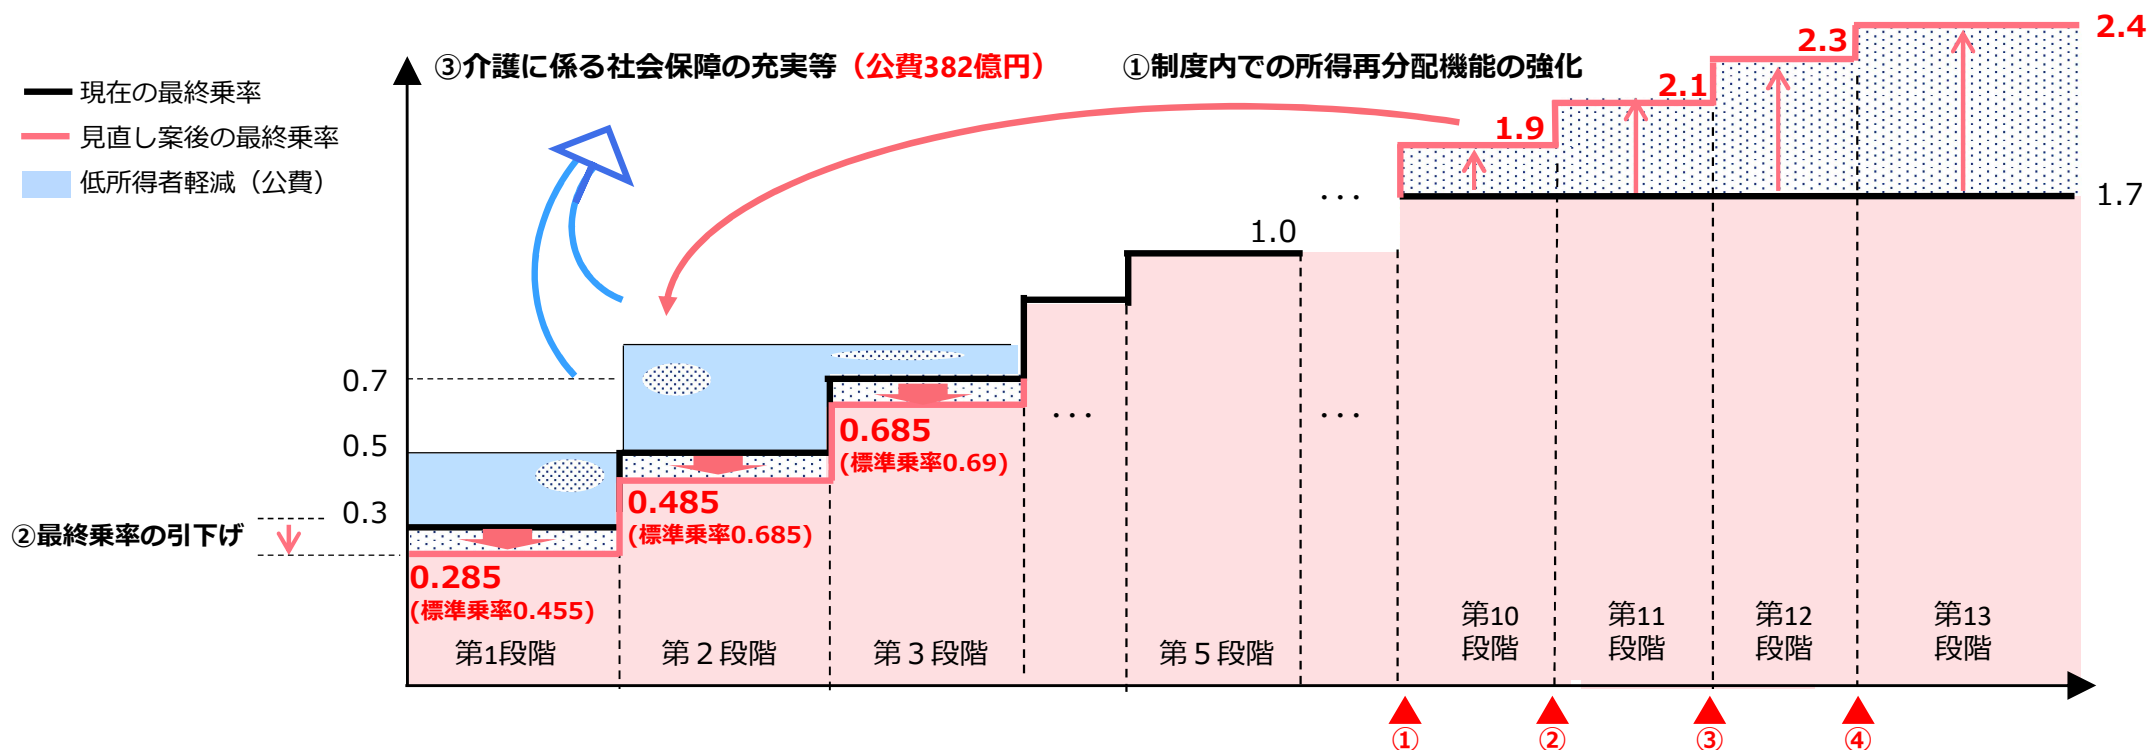 ③介護に係る社会保障の充実等（公費382億円）
①制度内での所得再分配機能の強化
現在の最終乗率
見直し案後の最終乗率
低所得者軽減（公費）
2.4
2.3
2.1
1.9
1.7
1.0
…
0.7
0.5
0.3
②最終乗率の引下げ
0.685
(標準乗率0.69)
0.485
(標準乗率0.685)
0.285
(標準乗率0.455)
…
…
第1段階
第２段階
第３段階
第５段階
第10
段階
第11
段階
第12
段階
第13
段階
①
②
③
④